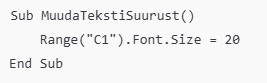 Sub MuudaTekstiSuurust()
    Range("C1").Font.Size = 20
End Sub